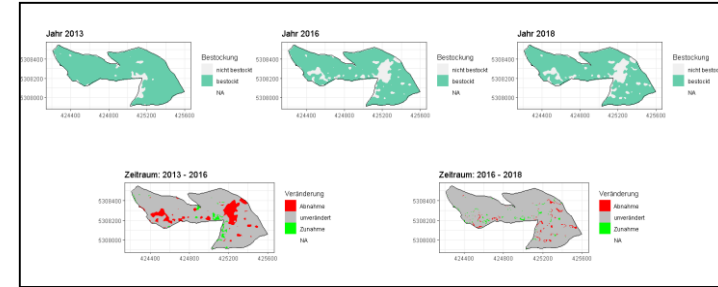 Jahr 2013
5308400
5308200
5308000
424400 424800 425200 425600
Bestockung
nicht bestockt
bestockt
NA
Jahr 2016
5308400
5308200
5308000
424400 424800 425200 425600
Bestockung
nicht bestockt
bestockt
NA
Jahr 2018
5308400
5308200
5308000
424400 424800 425200 425600
Bestockung
nicht bestockt
bestockt
NA
Zeitraum: 2013 - 2016
5308400
5308200
5308000
424400 424800 425200 425600
Veränderung
Abnahme
unverändert
Zunahme
NA
Zeitraum: 2016 - 2018
5308400
5308200
5308000
424400 424800 425200 425600
Veränderung
Abnahme
unverändert
Zunahme
NA